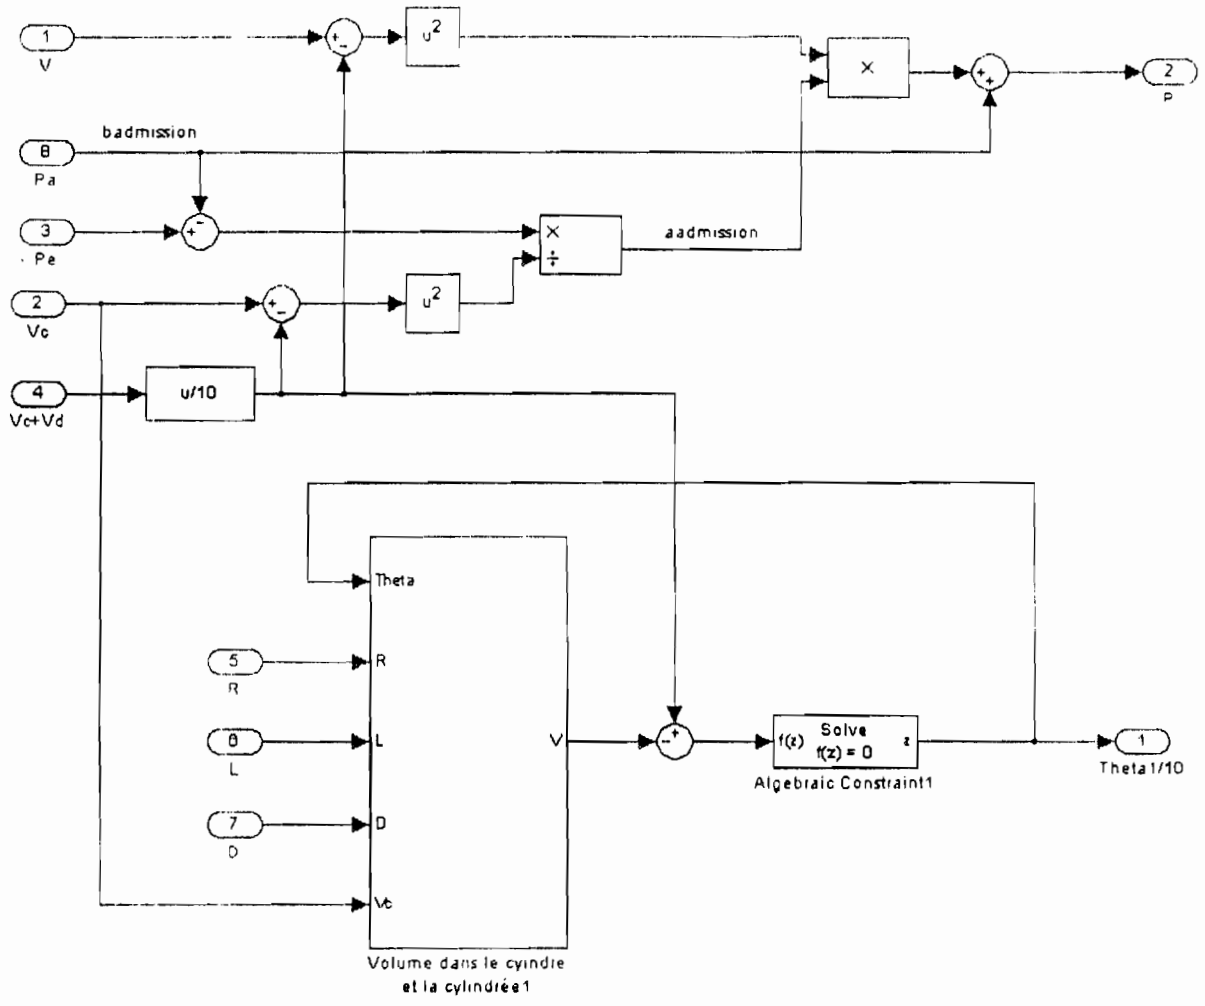 1
V
+
-
u²
×
+
+
2
P
badmission
8
Pa
3
Pe
-
+
×
÷
aadmission
2
Vc
+
-
u²
4
Vc+Vd
u/10
Theta
5
R
R
6
L
L
V
-
+
f(z) Solve z
f(z) = 0
Algebraic Constraint1
1
Theta1/10
7
D
D
Vc
Volume dans le cyindre
et la cylindrée1